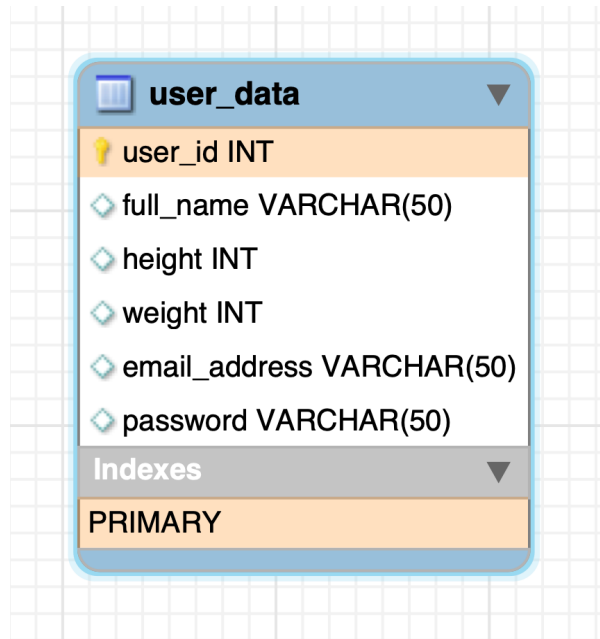 user_data
user_id INT
full_name VARCHAR(50)
height INT
weight INT
email_address VARCHAR(50)
password VARCHAR(50)
Indexes
PRIMARY